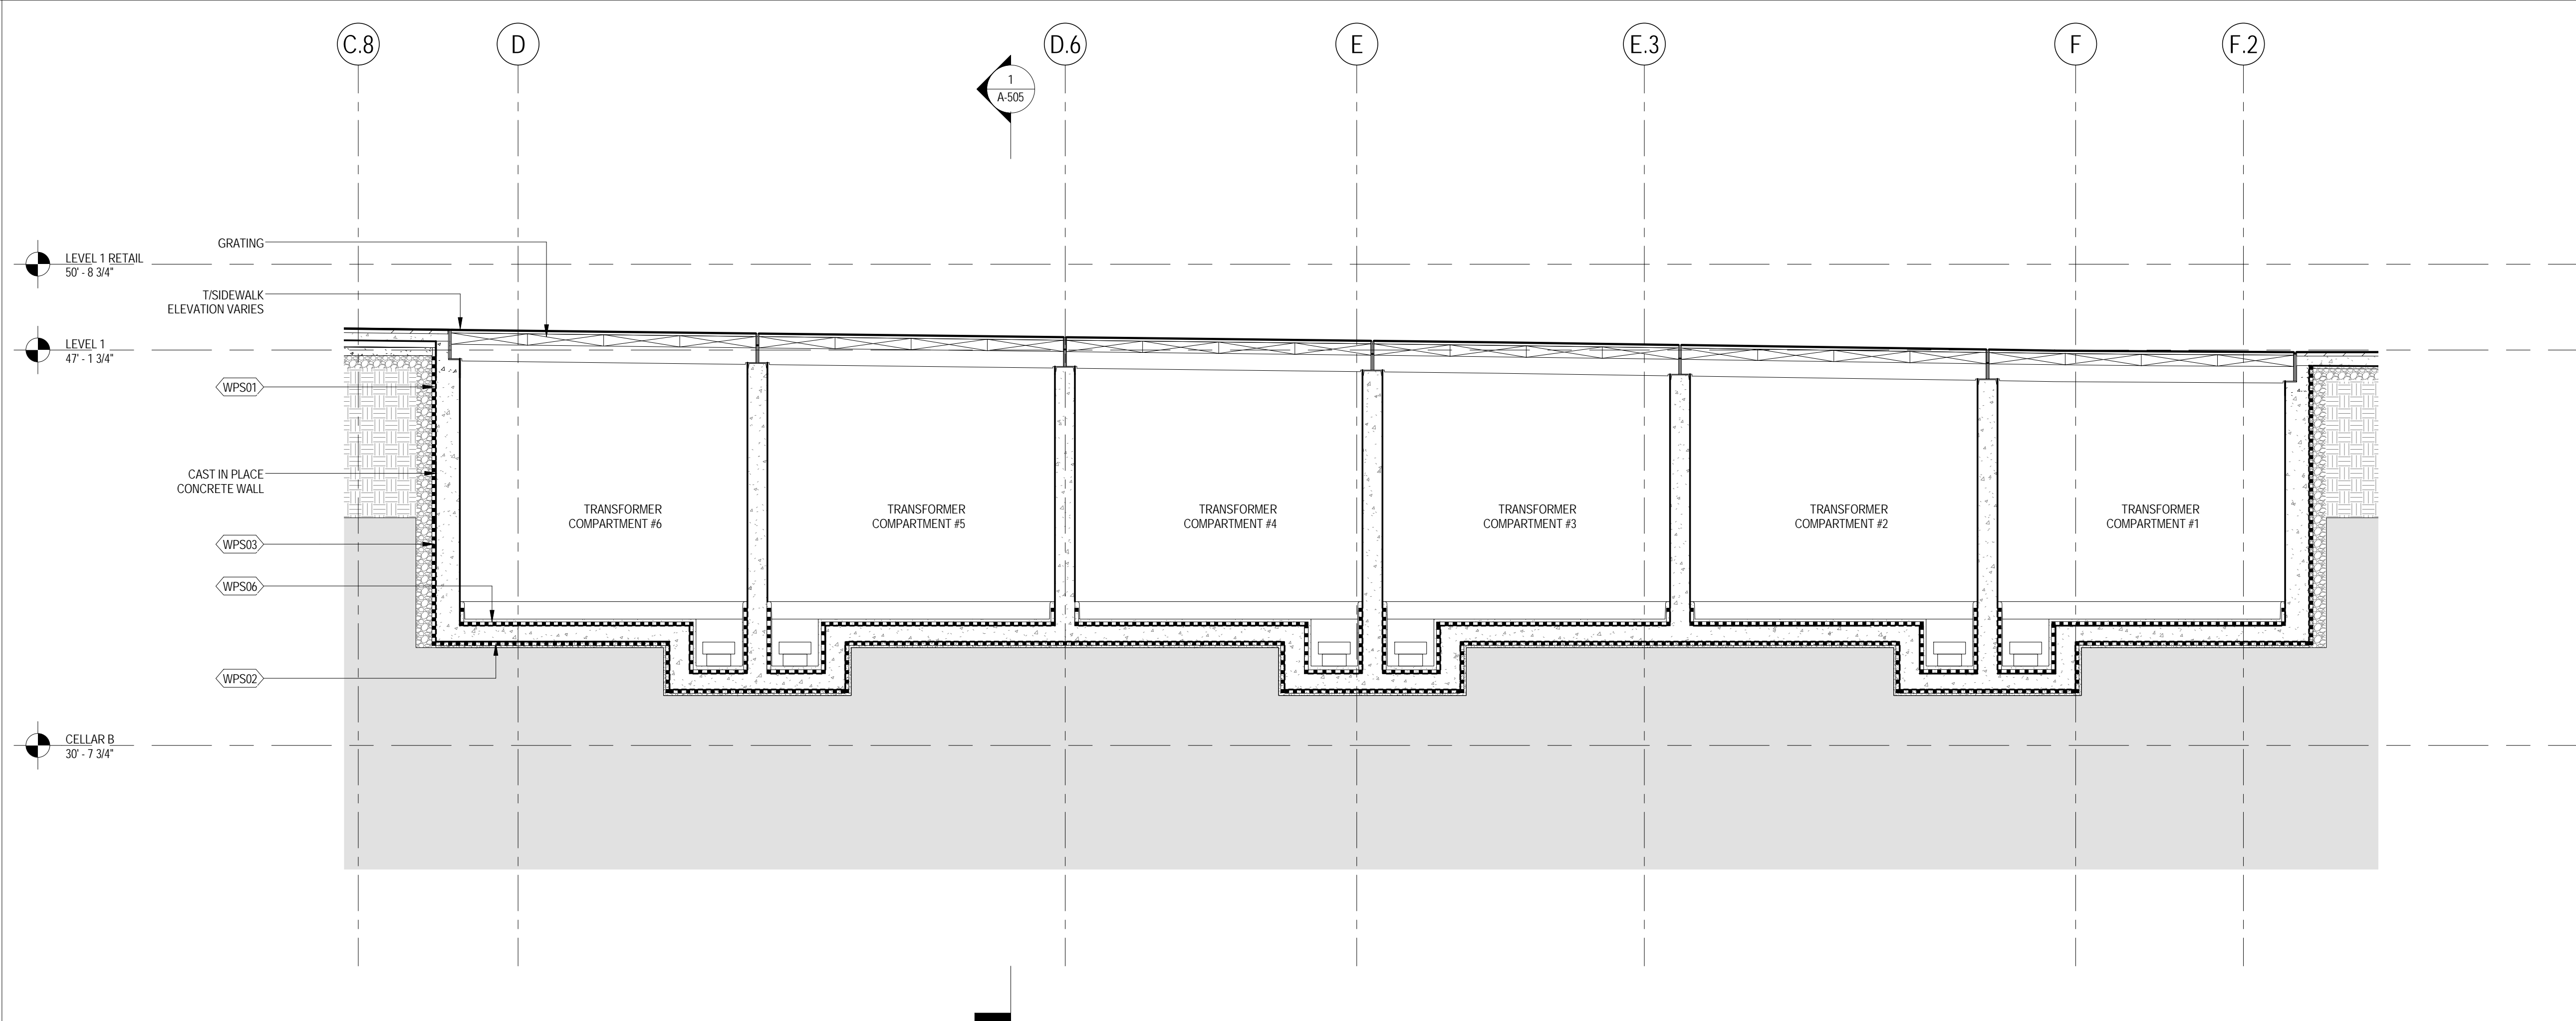 C.8
D
D.6
E
E.3
F
F.2
1
A-505
GRATING
LEVEL 1 RETAIL
50' - 8 3/4"
T/SIDEWALK
ELEVATION VARIES
LEVEL 1
47' - 1 3/4"
WPS01
CAST IN PLACE
CONCRETE WALL
TRANSFORMER
COMPARTMENT #6
TRANSFORMER
COMPARTMENT #5
TRANSFORMER
COMPARTMENT #4
TRANSFORMER
COMPARTMENT #3
TRANSFORMER
COMPARTMENT #2
TRANSFORMER
COMPARTMENT #1
WPS03
WPS06
WPS02
CELLAR B
30' - 7 3/4"